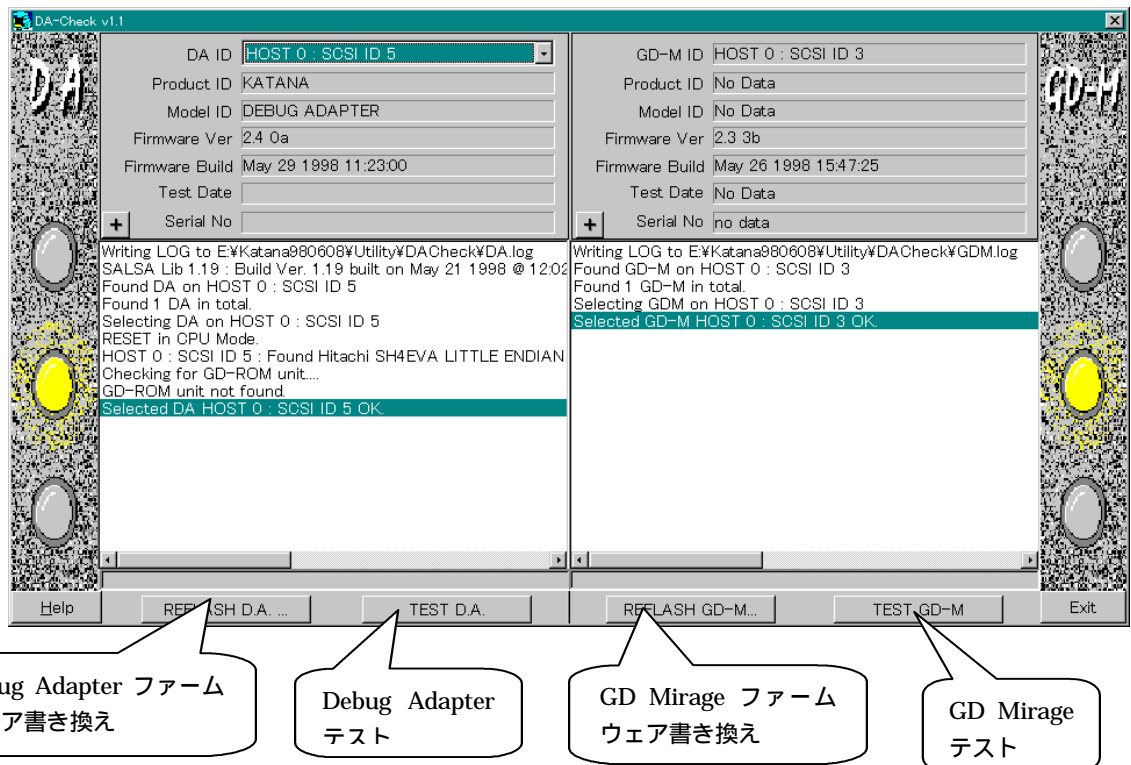 DA-Check v1.1
DA
DA ID HOST 0 : SCSI ID 5
Product ID KATANA
Model ID DEBUG ADAPTER
Firmware Ver 2.4 0a
Firmware Build May 29 1998 11:23:00
Test Date
+ Serial No
Writing LOG to E:¥Katana980608¥Utility¥DACheck¥DA.log
SALSA Lib 1.19 : Build Ver. 1.19 built on May 21 1998 @ 12:02
Found DA on HOST 0 : SCSI ID 5
Found 1 DA in total.
Selecting DA on HOST 0 : SCSI ID 5
RESET in CPU Mode.
HOST 0 : SCSI ID 5 : Found Hitachi SH4EVA LITTLE ENDIAN
Checking for GD-ROM unit....
GD-ROM unit not found.
Selected DA HOST 0 : SCSI ID 5 OK.
GD-M
GD-M ID HOST 0 : SCSI ID 3
Product ID No Data
Model ID No Data
Firmware Ver 2.3 3b
Firmware Build May 26 1998 15:47:25
Test Date No Data
+ Serial No no data
Writing LOG to E:¥Katana980608¥Utility¥DACheck¥GDM.log
Found GD-M on HOST 0 : SCSI ID 3
Found 1 GD-M in total.
Selecting GDM on HOST 0 : SCSI ID 3
Selected GD-M HOST 0 : SCSI ID 3 OK.
Help REFLASH D.A. ... TEST D.A. REFLASH GD-M... TEST GD-M Exit
ug Adapter ファーム
ア書き換え
Debug Adapter
テスト
GD Mirage ファーム
ウェア書き換え
GD Mirage
テスト